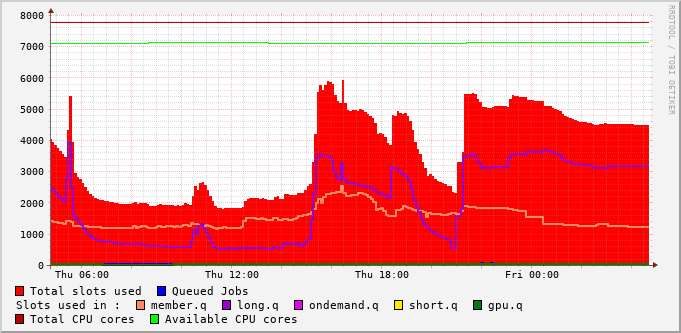 8000
7000
6000
5000
4000
3000
2000
1000
0
Thu 06:00 Thu 12:00 Thu 18:00 Fri 00:00
RRDTOOL / TOBI OETIKER
Total slots used Queued Jobs
Slots used in : member.q long.q ondemand.q short.q gpu.q
Total CPU cores Available CPU cores